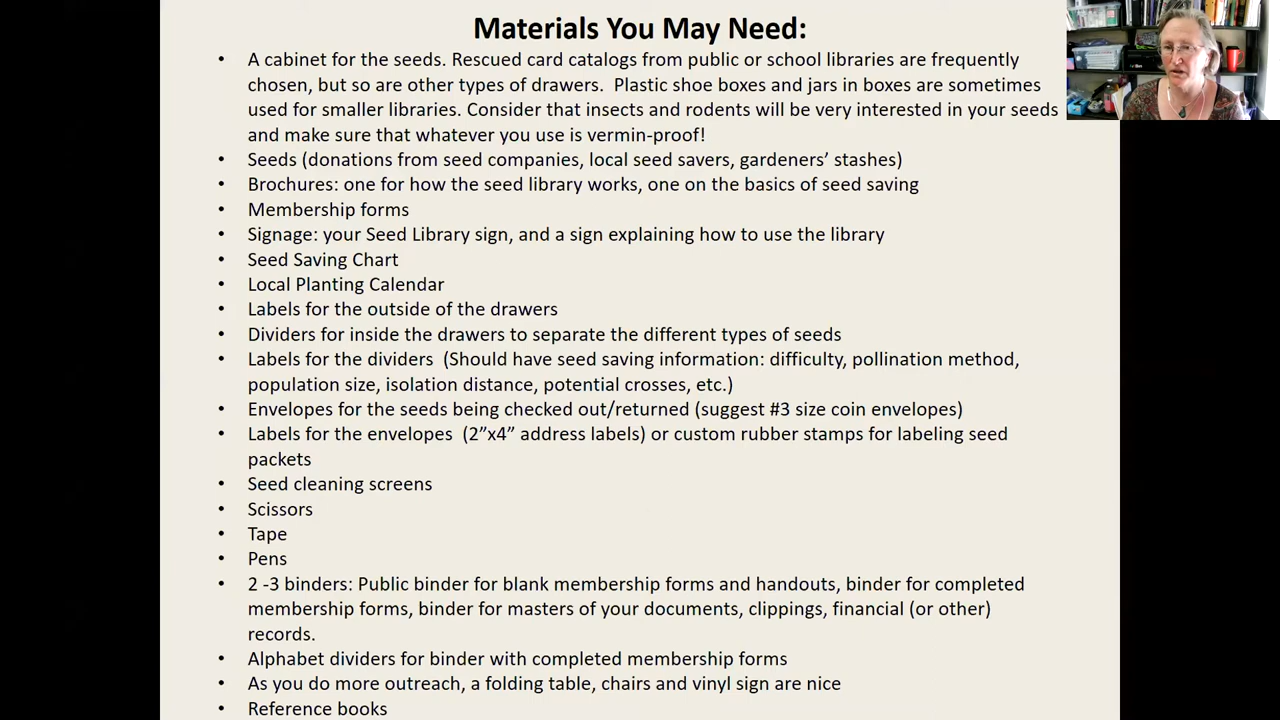 Materials You May Need:
• A cabinet for the seeds. Rescued card catalogs from public or school libraries are frequently
chosen, but so are other types of drawers.  Plastic shoe boxes and jars in boxes are sometimes
used for smaller libraries. Consider that insects and rodents will be very interested in your seeds
and make sure that whatever you use is vermin-proof!
• Seeds (donations from seed companies, local seed savers, gardeners’ stashes)
• Brochures: one for how the seed library works, one on the basics of seed saving
• Membership forms
• Signage: your Seed Library sign, and a sign explaining how to use the library
• Seed Saving Chart
• Local Planting Calendar
• Labels for the outside of the drawers
• Dividers for inside the drawers to separate the different types of seeds
• Labels for the dividers  (Should have seed saving information: difficulty, pollination method,
population size, isolation distance, potential crosses, etc.)
• Envelopes for the seeds being checked out/returned (suggest #3 size coin envelopes)
• Labels for the envelopes  (2”x4” address labels) or custom rubber stamps for labeling seed
packets
• Seed cleaning screens
• Scissors
• Tape
• Pens
• 2 -3 binders: Public binder for blank membership forms and handouts, binder for completed
membership forms, binder for masters of your documents, clippings, financial (or other)
records.
• Alphabet dividers for binder with completed membership forms
• As you do more outreach, a folding table, chairs and vinyl sign are nice
• Reference books